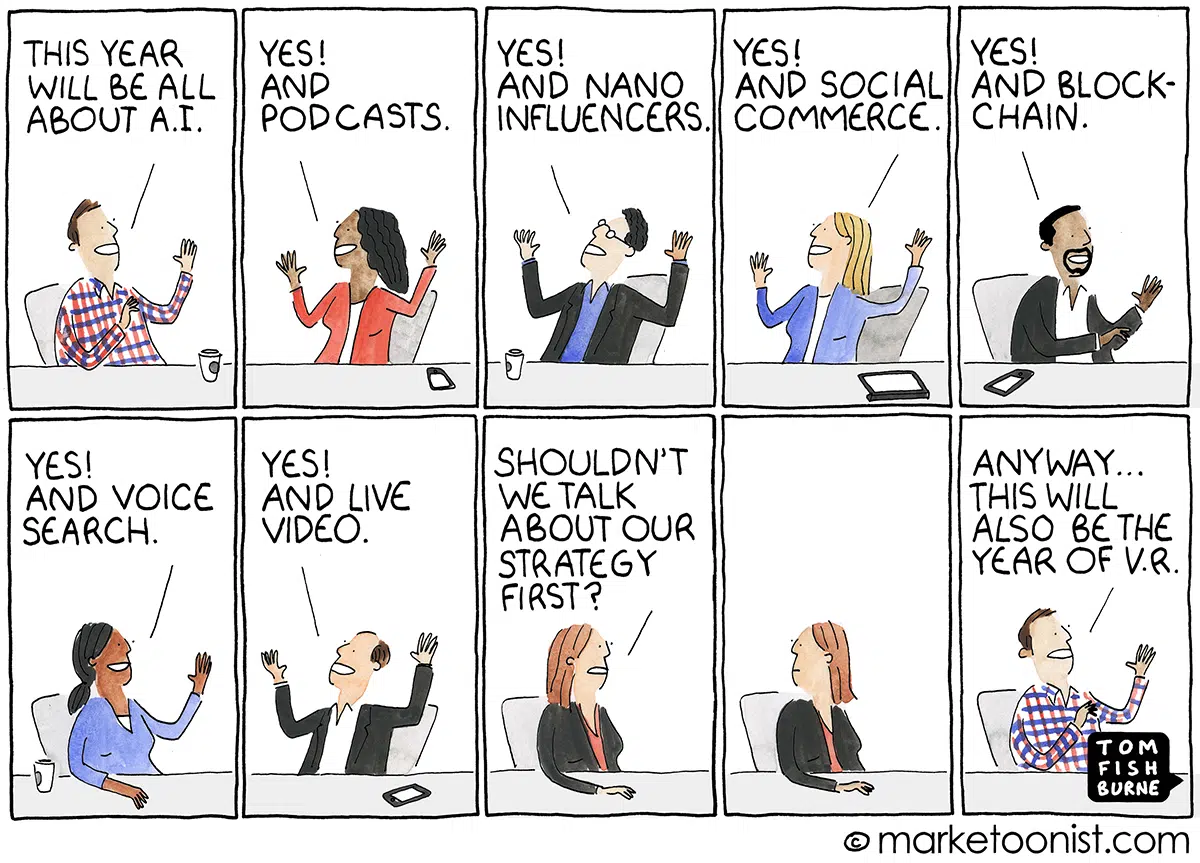 THIS YEAR
WILL BE ALL
ABOUT A.I.
YES!
AND
PODCASTS.
YES!
AND NANO
INFLUENCERS.
YES!
AND SOCIAL
COMMERCE.
YES!
AND BLOCK-
CHAIN.
YES!
AND VOICE
SEARCH.
YES!
AND LIVE
VIDEO.
SHOULDN'T
WE TALK
ABOUT OUR
STRATEGY
FIRST?
ANYWAY...
THIS WILL
ALSO BE THE
YEAR OF V.R.
TOM
FISH
BURNE
© marketoonist.com